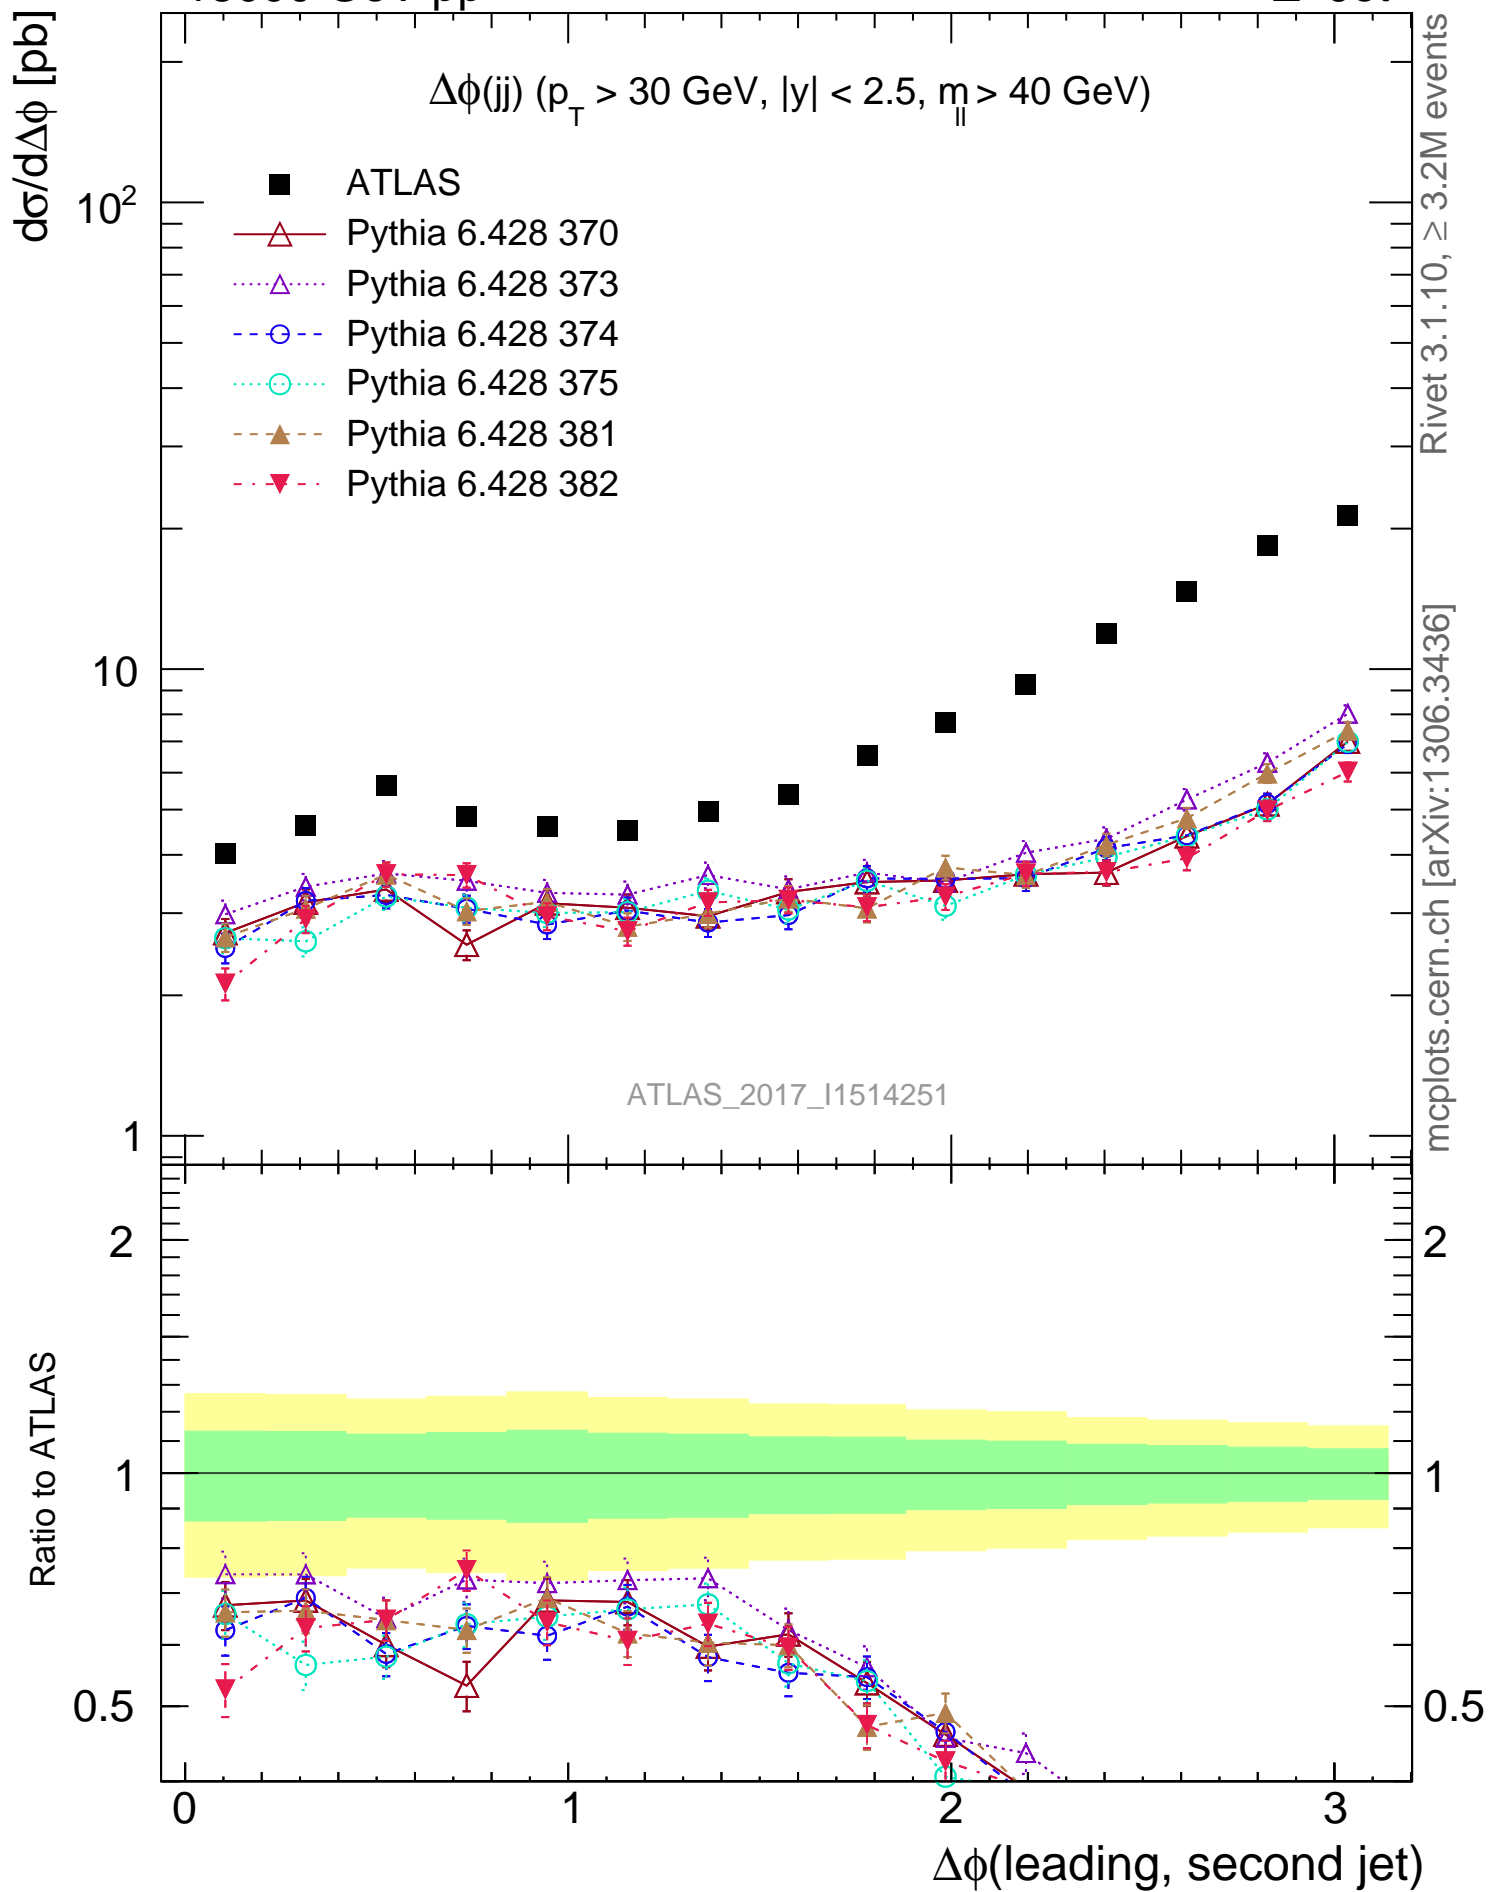 dσ/dΔϕ [pb]
Δϕ(jj) (p_T > 30 GeV, |y| < 2.5, m_ll > 40 GeV)
ATLAS
Pythia 6.428 370
Pythia 6.428 373
Pythia 6.428 374
Pythia 6.428 375
Pythia 6.428 381
Pythia 6.428 382
10²
10
1
ATLAS_2017_I1514251
Rivet 3.1.10, ≥ 3.2M events
mcplots.cern.ch [arXiv:1306.3436]
Ratio to ATLAS
2
1
0.5
2
1
0.5
0
1
2
3
Δϕ(leading, second jet)